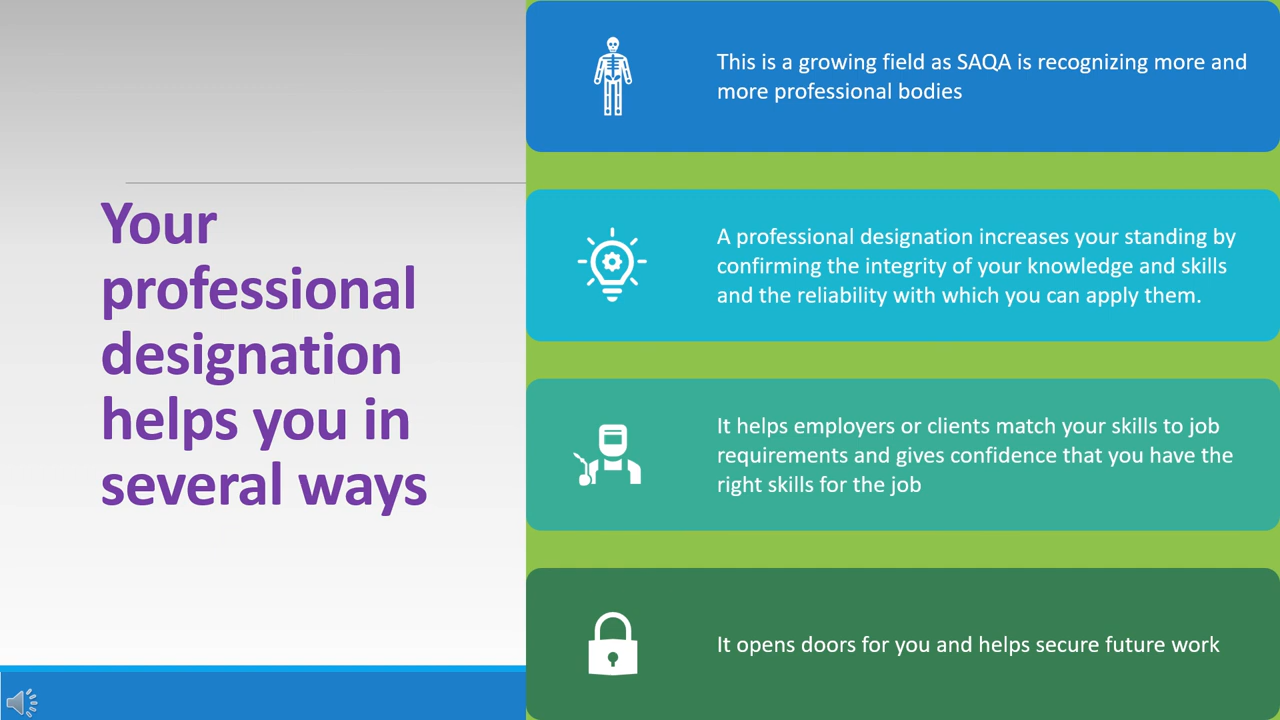 Your
professional
designation
helps you in
several ways
This is a growing field as SAQA is recognizing more and
more professional bodies
A professional designation increases your standing by
confirming the integrity of your knowledge and skills
and the reliability with which you can apply them.
It helps employers or clients match your skills to job
requirements and gives confidence that you have the
right skills for the job
It opens doors for you and helps secure future work